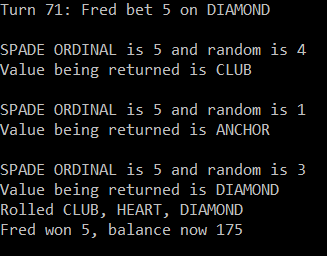 Turn 71: Fred bet 5 on DIAMOND
SPADE ORDINAL is 5 and random is 4
Value being returned is CLUB
SPADE ORDINAL is 5 and random is 1
Value being returned is ANCHOR
SPADE ORDINAL is 5 and random is 3
Value being returned is DIAMOND
Rolled CLUB, HEART, DIAMOND
Fred won 5, balance now 175